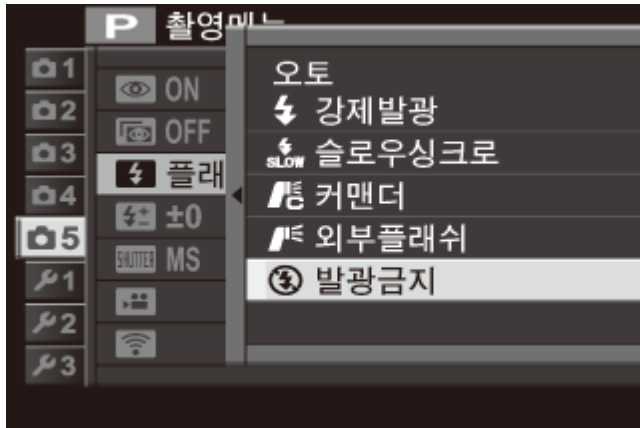 P 촬영메뉴
1
2
3
4
5
1
2
3
ON
OFF
플래
±0
SHUTTER MS
오토
강제발광
SLOW 슬로우싱크로
C 커맨더
외부플래쉬
발광금지